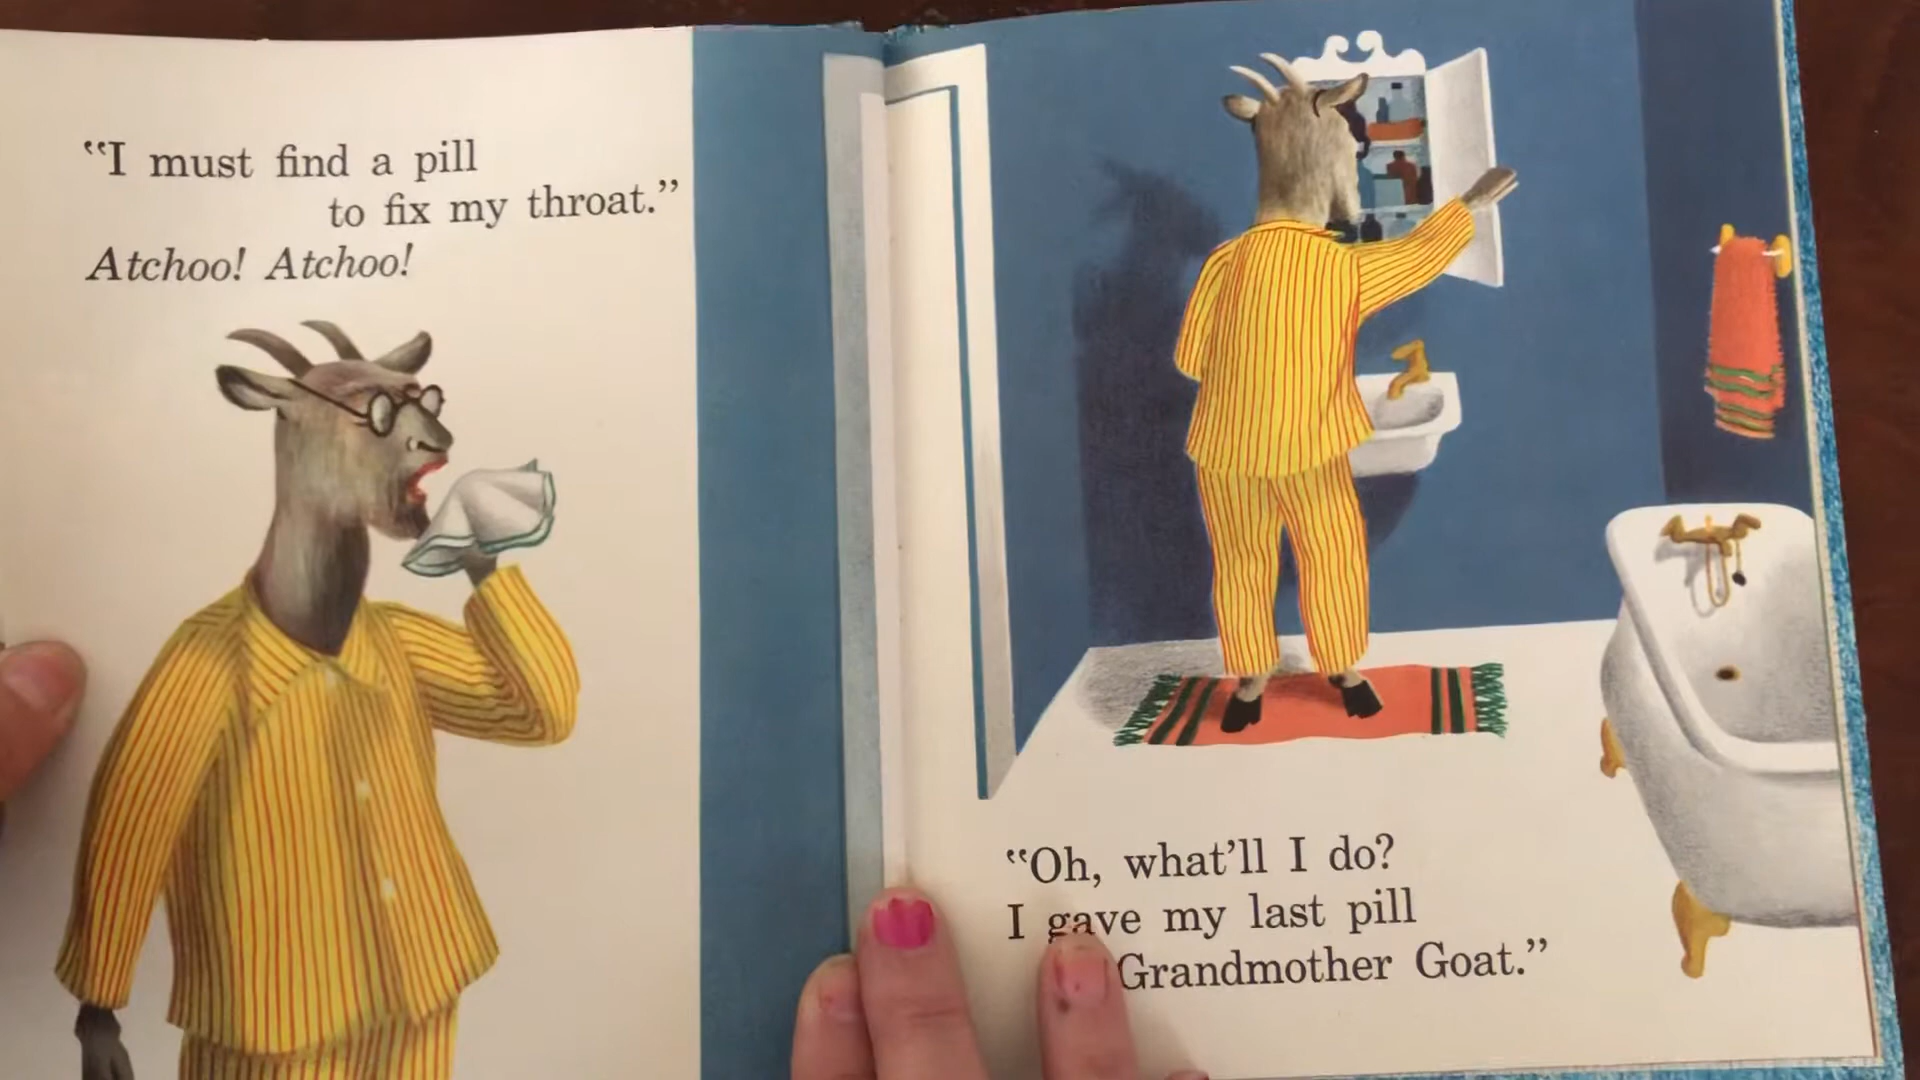 “I must find a pill
to fix my throat.”
Atchoo! Atchoo!
“Oh, what’ll I do?
I gave my last pill
Grandmother Goat.”